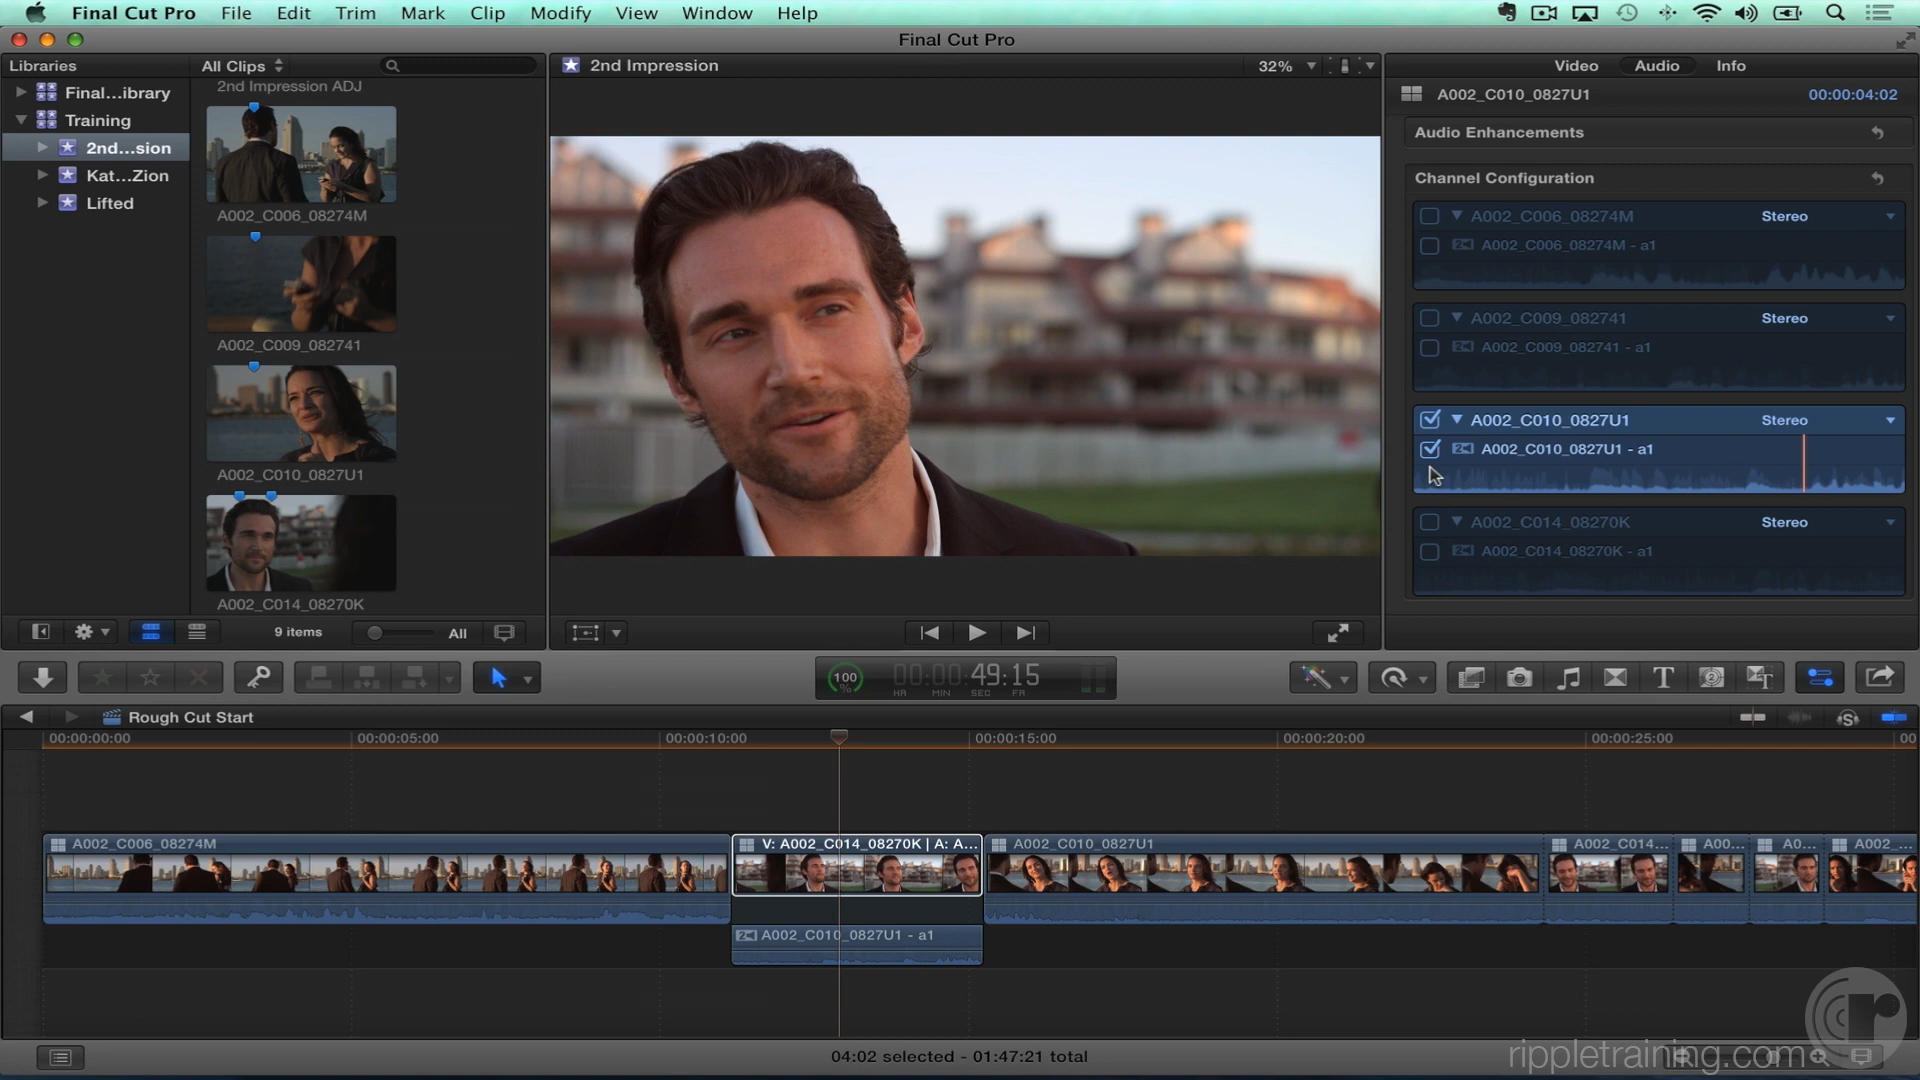 Final Cut Pro File Edit Trim Mark Clip Modify View Window Help
Final Cut Pro
Libraries
All Clips
2nd Impression
32%
Video Audio Info
Final...ibrary
Training
2nd...sion
Kat...Zion
Lifted
2nd Impression ADJ
A002_C006_08274M
A002_C009_082741
A002_C010_0827U1
A002_C014_08270K
9 items
All
A002_C010_0827U1 00:00:04:02
Audio Enhancements
Channel Configuration
A002_C006_08274M Stereo
A002_C006_08274M - a1
A002_C009_082741 Stereo
A002_C009_082741 - a1
A002_C010_0827U1 Stereo
A002_C010_0827U1 - a1
A002_C014_08270K Stereo
A002_C014_08270K - a1
100 %
00:00:49:15
HR MIN SEC FR
Rough Cut Start
00:00:00:00 00:00:05:00 00:00:10:00 00:00:15:00 00:00:20:00 00:00:25:00 00
A002_C006_08274M
V: A002_C014_08270K | A: A...
A002_C010_0827U1
A002_C014...
A00...
A0...
A002_...
A002_C010_0827U1 - a1
04:02 selected - 01:47:21 total
rippletraining.com